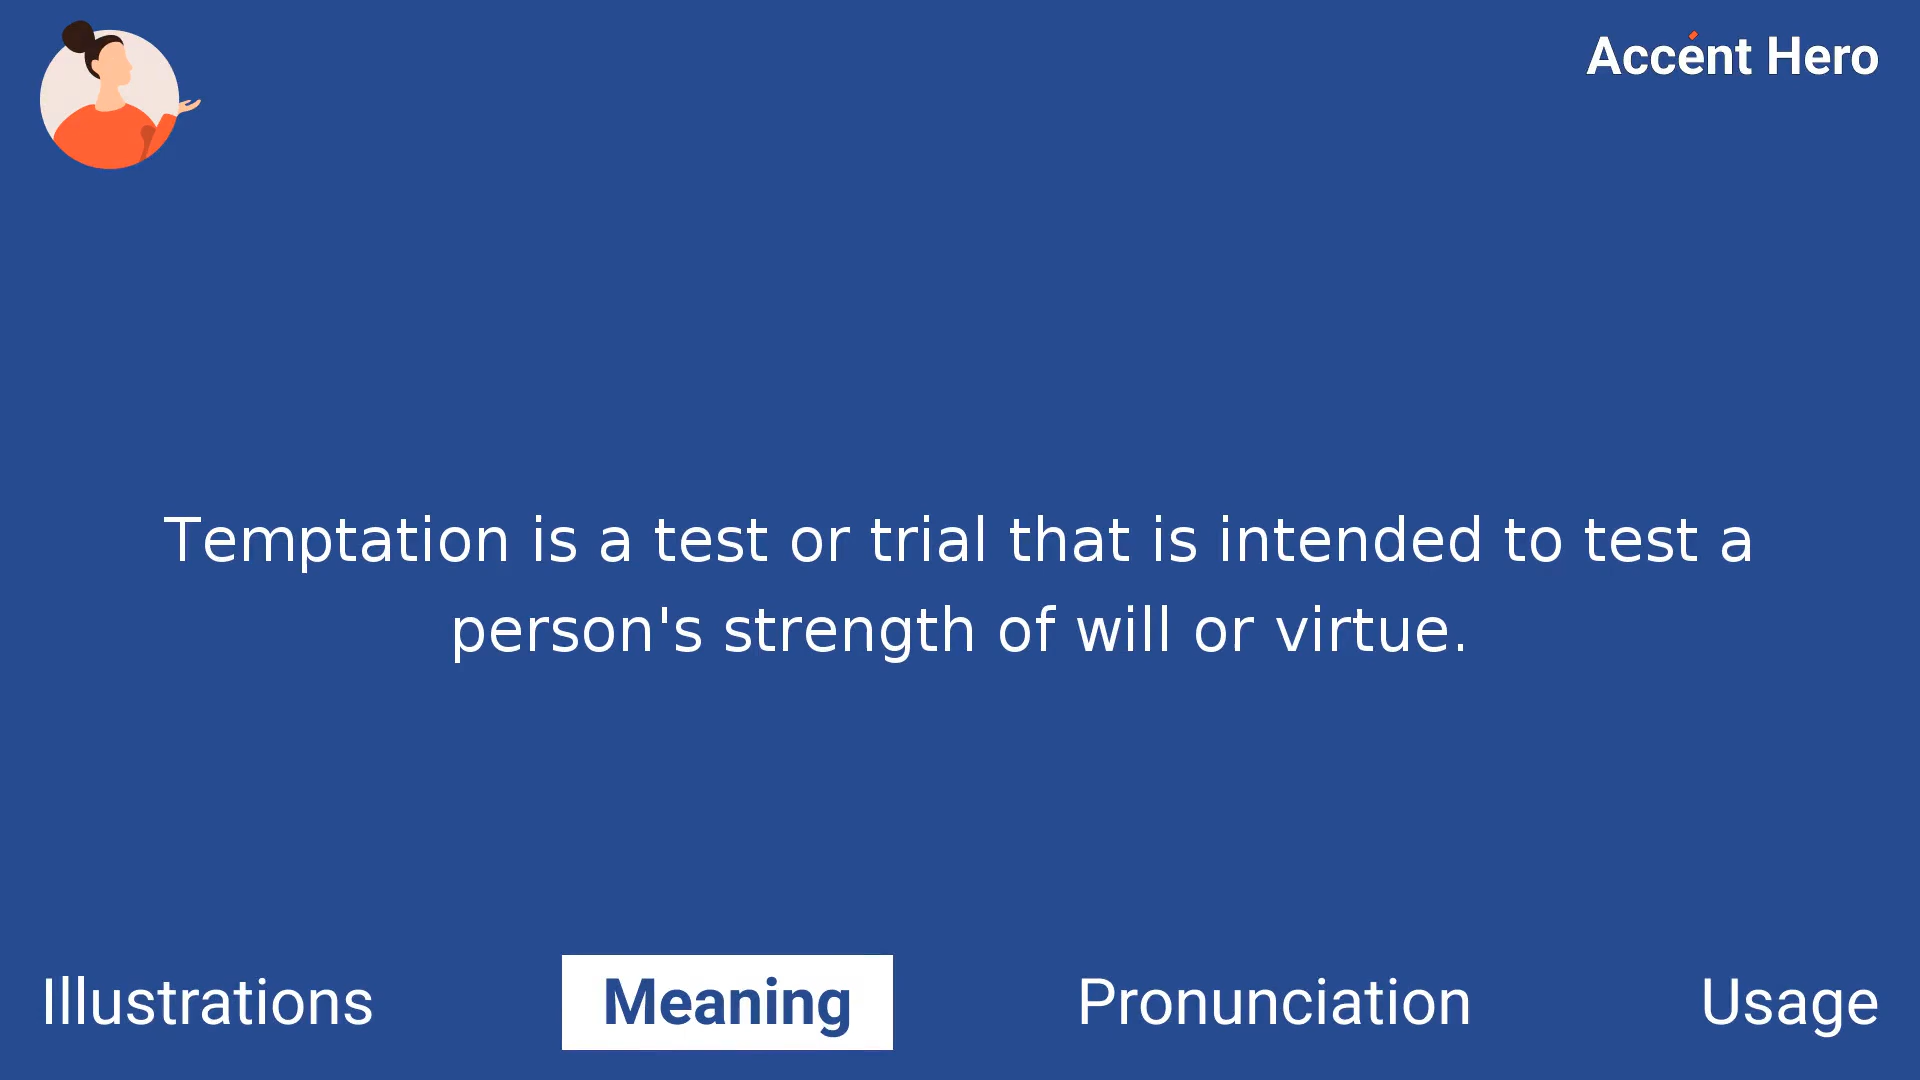 Accént Hero
Temptation is a test or trial that is intended to test a
person's strength of will or virtue.
Illustrations
Meaning
Pronunciation
Usage